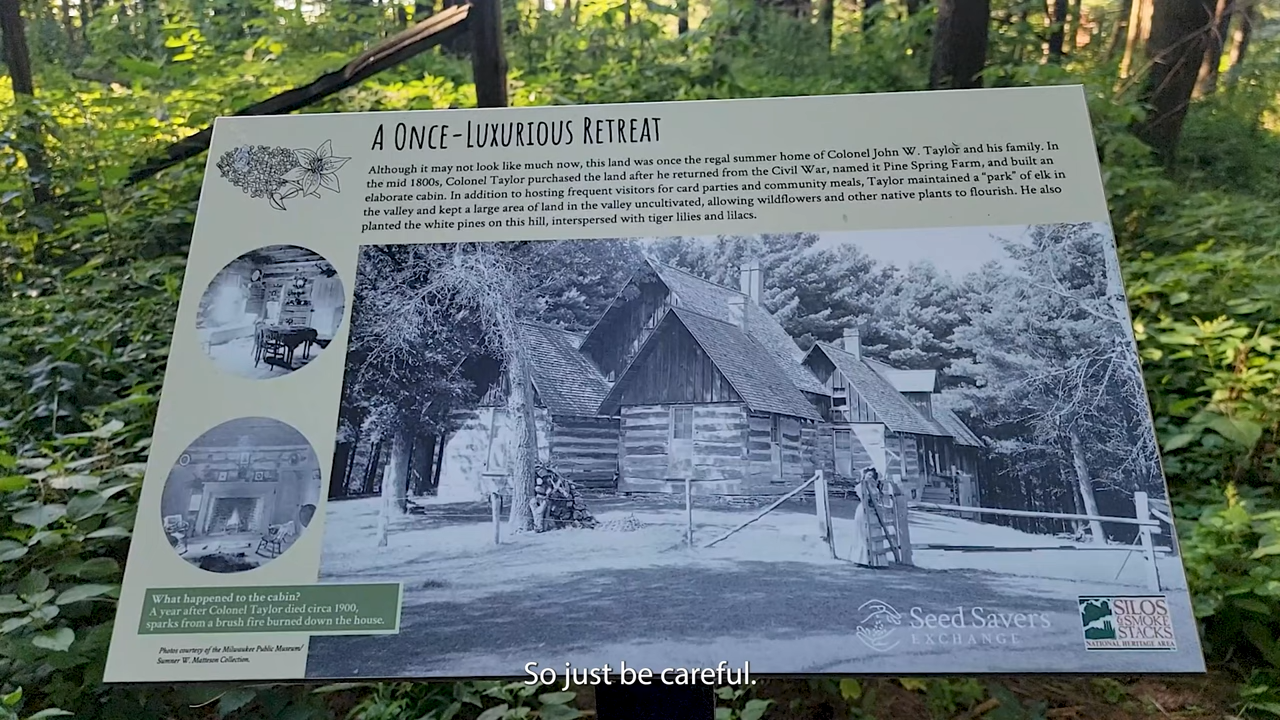 A Once-Luxurious Retreat
Although it may not look like much now, this land was once the regal summer home of Colonel John W. Taylor and his family. In
the mid 1800s, Colonel Taylor purchased the land after he returned from the Civil War, named it Pine Spring Farm, and built an
elaborate cabin. In addition to hosting frequent visitors for card parties and community meals, Taylor maintained a "park" of elk in
the valley and kept a large area of land in the valley uncultivated, allowing wildflowers and other native plants to flourish. He also
planted the white pines on this hill, interspersed with tiger lilies and lilacs.
What happened to the cabin?
A year after Colonel Taylor died circa 1900,
sparks from a brush fire burned down the house.
Photos courtesy of the Milwaukee Public Museum/
Sumner W. Matteson Collection.
Seed Savers
EXCHANGE
SILOS
& SMOKE
STACKS
NATIONAL HERITAGE AREA
So just be careful.